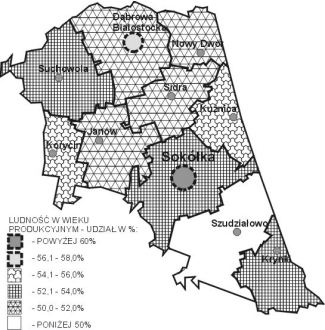 Dąbrowa
Białostocka
Nowy Dwór
Suchowola
Sidra
Kuźnica
Janów
Korycin
Sokółka
Szudziałowo
Krynki
LUDNOŚĆ W WIEKU
PRODUKCYJNYM - UDZIAŁ W %:
- POWYŻEJ 60%
- 56,1 - 58,0%
- 54,1 - 56,0%
- 52,1 - 54,0%
- 50,0 - 52,0%
- PONIŻEJ 50%